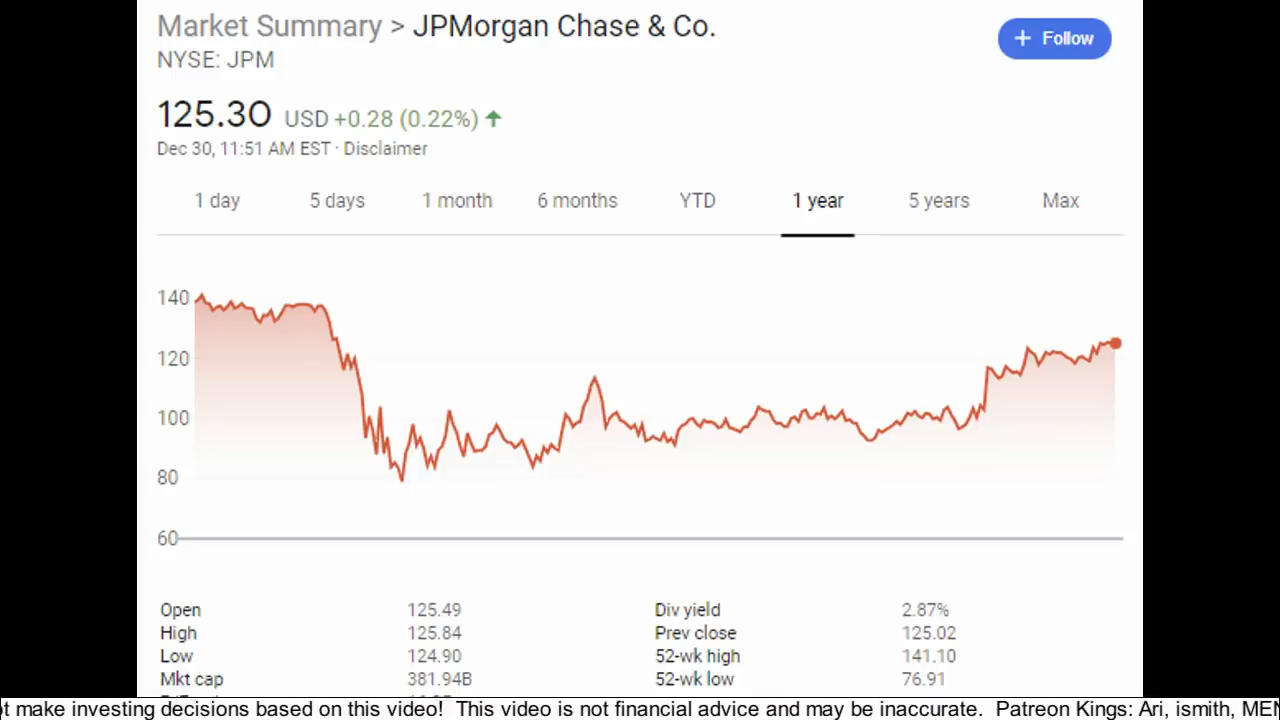 Market Summary > JPMorgan Chase & Co.
+ Follow
NYSE: JPM
125.30 USD +0.28 (0.22%)
Dec 30, 11:51 AM EST · Disclaimer
1 day 5 days 1 month 6 months YTD 1 year 5 years Max
140
120
100
80
60
Open 125.49 Div yield 2.87%
High 125.84 Prev close 125.02
Low 124.90 52-wk high 141.10
Mkt cap 381.94B 52-wk low 76.91
make investing decisions based on this video! This video is not financial advice and may be inaccurate. Patreon Kings: Ari, ismith,